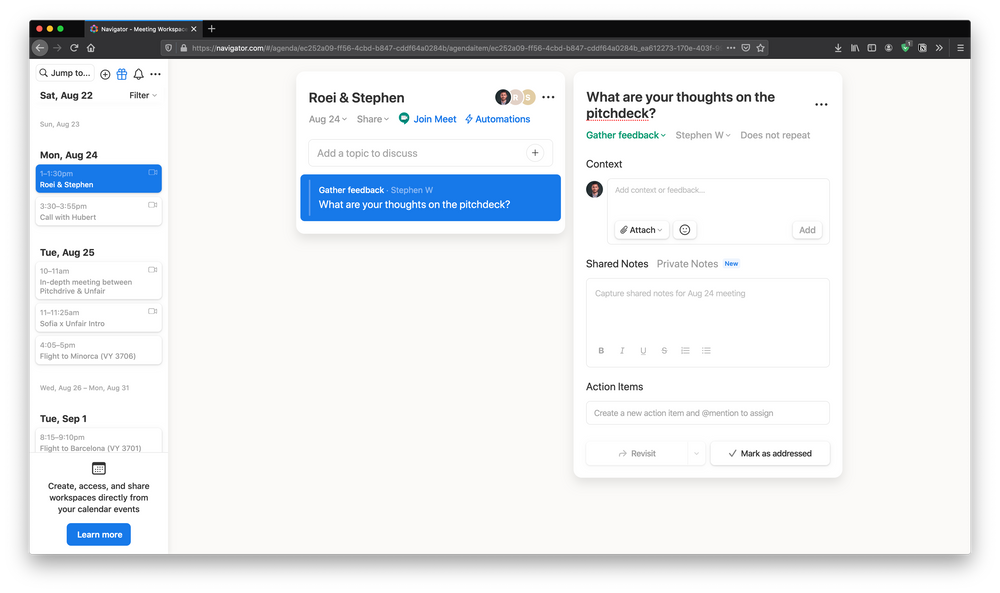 Navigator - Meeting Workspac
https://navigator.com/#/agenda/ec252a09-ff56-4cbd-b847-cddf64a0284b/agendaitem/ec252a09-ff56-4cbd-b847-cddf64a0284b_ea612273-170e-403f-9
Jump to...
Sat, Aug 22 Filter
Sun, Aug 23
Mon, Aug 24
1–1:30pm
Roei & Stephen
3:30–3:55pm
Call with Hubert
Tue, Aug 25
10–11am
In-depth meeting between
Pitchdrive & Unfair
11–11:25am
Sofia x Unfair Intro
4:05–5pm
Flight to Minorca (VY 3706)
Wed, Aug 26 – Mon, Aug 31
Tue, Sep 1
8:15–9:10pm
Flight to Barcelona (VY 3701)
Create, access, and share
workspaces directly from
your calendar events
Learn more
Roei & Stephen R S
Aug 24 Share Join Meet Automations
Add a topic to discuss
Gather feedback · Stephen W
What are your thoughts on the pitchdeck?
What are your thoughts on the
pitchdeck?
Gather feedback Stephen W Does not repeat
Context
Add context or feedback...
Attach Add
Shared Notes Private Notes New
Capture shared notes for Aug 24 meeting
B I U S
Action Items
Create a new action item and @mention to assign
Revisit Mark as addressed